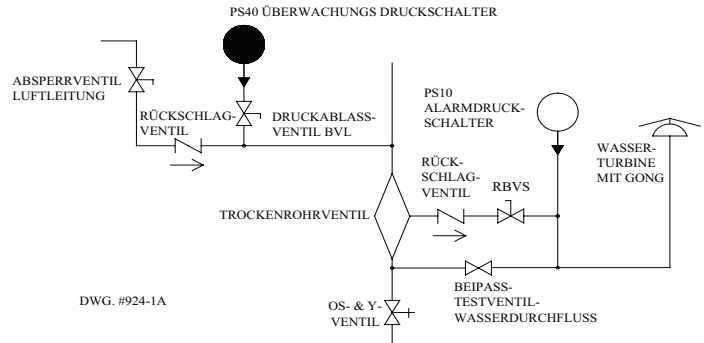 PS40 ÜBERWACHUNGS DRUCKSCHALTER
ABSPERRVENTIL
LUFTLEITUNG
RÜCKSCHLAG-
VENTIL
DRUCKABLASS-
VENTIL BVL
PS10
ALARMDRUCK-
SCHALTER
WASSER-
TURBINE
MIT GONG
RÜCK-
SCHLAG-
VENTIL
RBVS
TROCKENROHRVENTIL
BEIPASS-
TESTVENTIL-
WASSERDURCHFLUSS
OS- & Y-
VENTIL
DWG. #924-1A